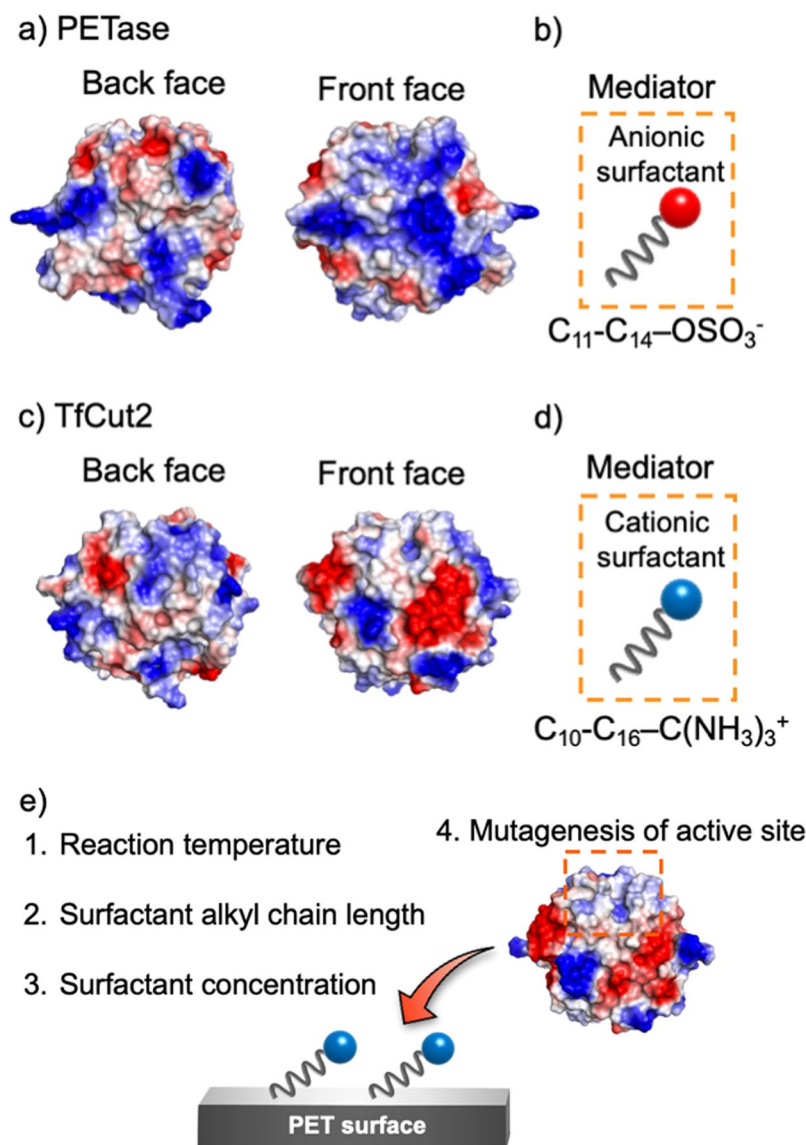 a) PETase
Back face
Front face
b)
Mediator
Anionic
surfactant
C₁₁-C₁₄–OSO₃⁻
c) TfCut2
Back face
Front face
d)
Mediator
Cationic
surfactant
C₁₀-C₁₆–C(NH₃)₃⁺
e)
1. Reaction temperature
2. Surfactant alkyl chain length
3. Surfactant concentration
4. Mutagenesis of active site
PET surface